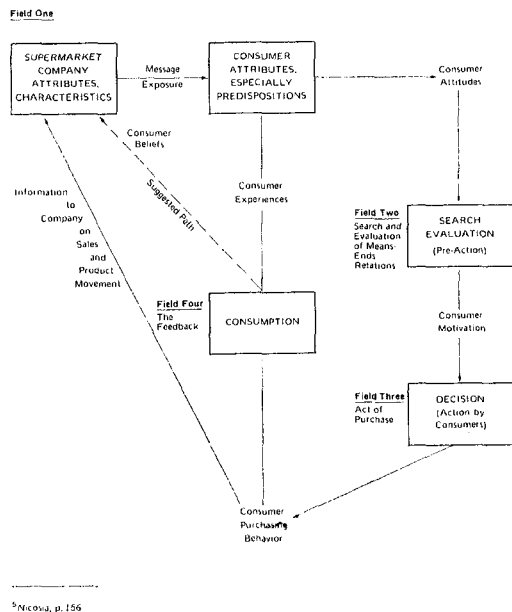 Field One
SUPERMARKET
COMPANY
ATTRIBUTES,
CHARACTERISTICS
Message
Exposure
CONSUMER
ATTRIBUTES,
ESPECIALLY
PREDISPOSITIONS
Consumer
Attitudes
Consumer
Beliefs
Suggested Path
Information
to
Company
on
Sales
and
Product
Movement
Consumer
Experiences
Field Two
Search and
Evaluation
of Means-
Ends
Relations
SEARCH
EVALUATION
(Pre-Action)
Field Four
The
Feedback
CONSUMPTION
Consumer
Motivation
Field Three
Act of
Purchase
DECISION
(Action by
Consumers)
Consumer
Purchasing
Behavior
5Nicosia, p. 156